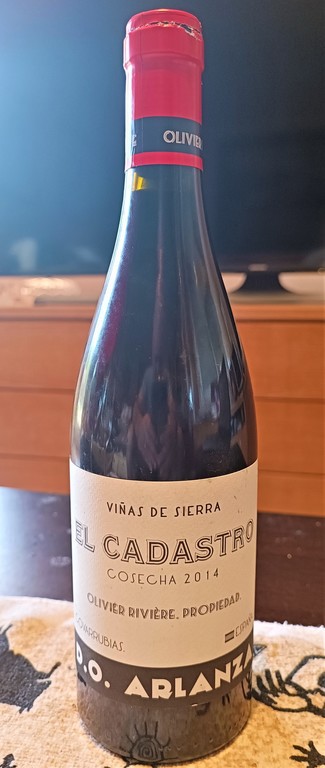 OLIVIER
VIÑAS DE SIERRA
EL CADASTRO
COSECHA 2014
OLIVIER RIVIÈRE. PROPIEDAD.
COVARRUBIAS. ESPAÑA
D.O. ARLANZA